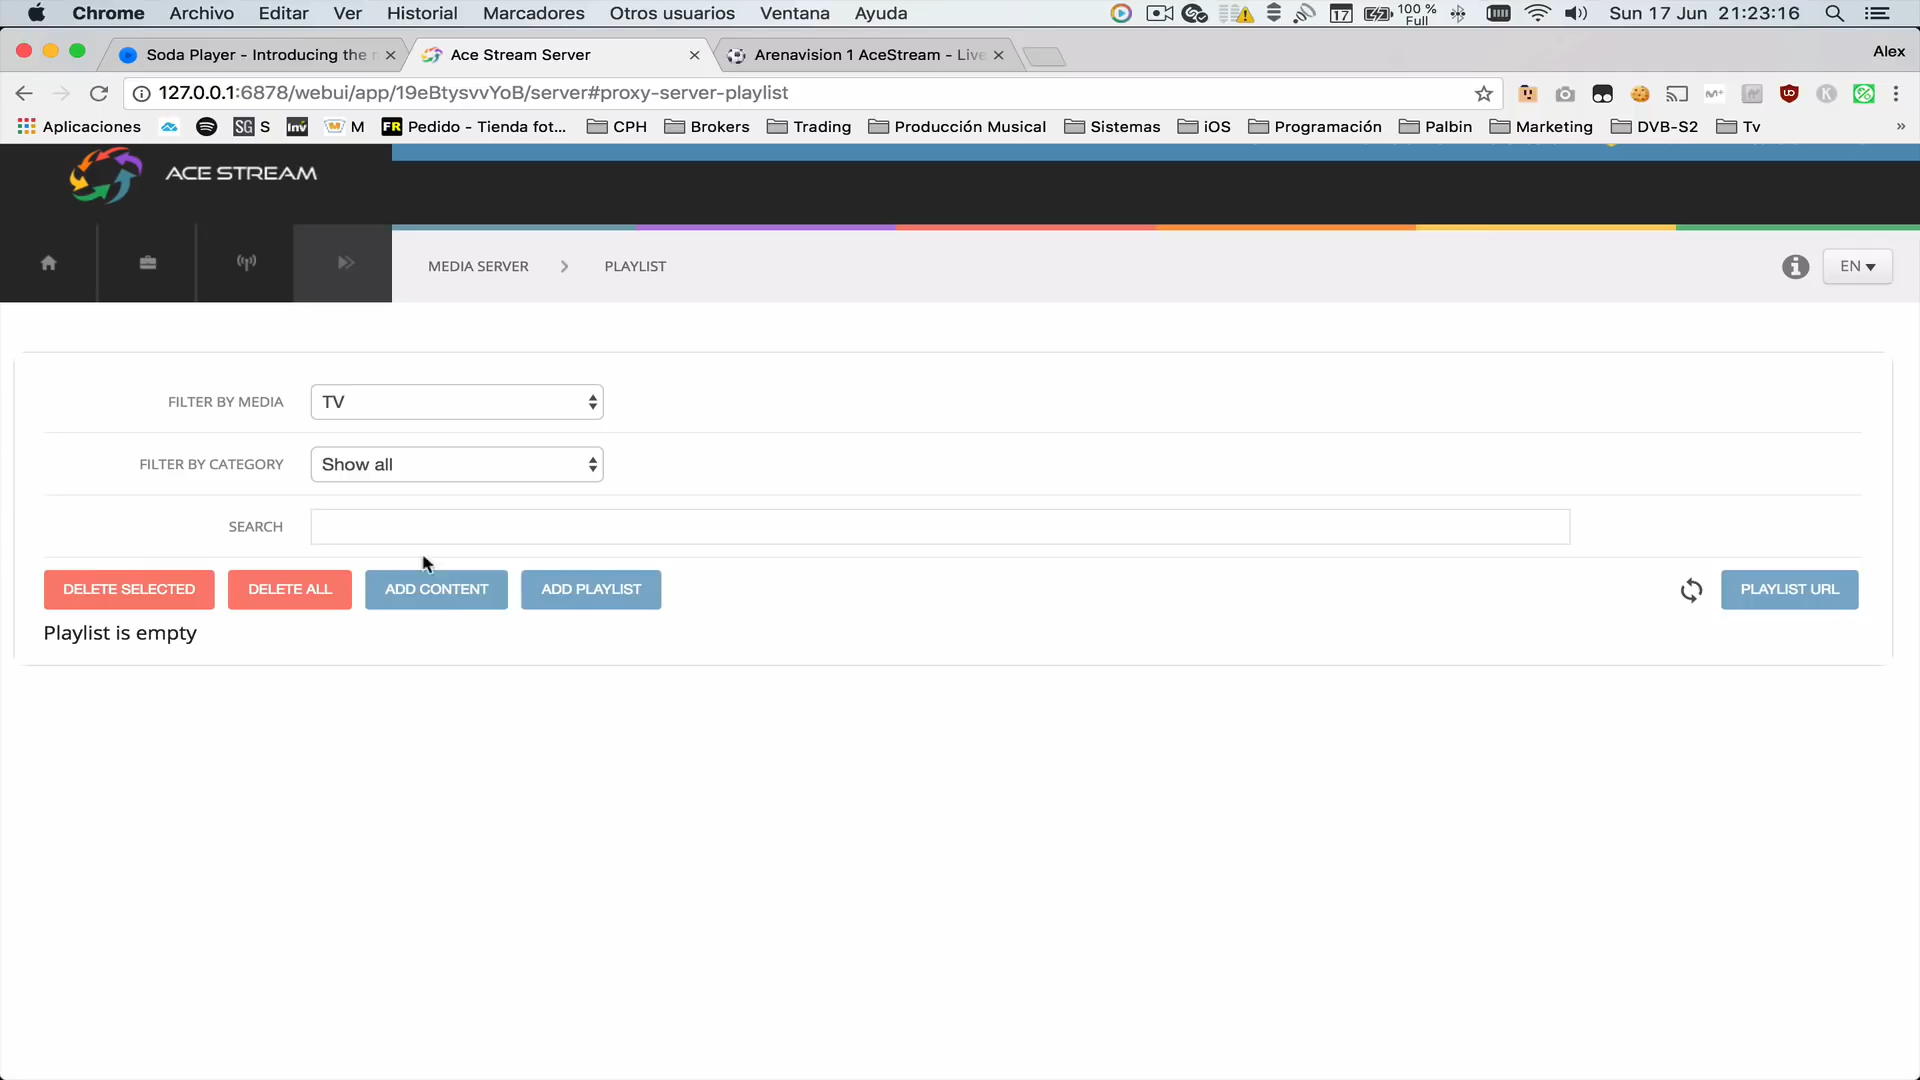 Chrome Archivo Editar Ver Historial Marcadores Otros usuarios Ventana Ayuda 17 100 % Full Sun 17 Jun 21:23:16
Soda Player - Introducing the Ace Stream Server Arenavision 1 AceStream - Live Alex
127.0.0.1:6878/webui/app/19eBtysvvYoB/server#proxy-server-playlist
Aplicaciones SG S Inv M FR Pedido - Tienda fot... CPH Brokers Trading Producción Musical Sistemas iOS Programación Palbin Marketing DVB-S2 Tv »
ACE STREAM
MEDIA SERVER PLAYLIST EN
FILTER BY MEDIA TV
FILTER BY CATEGORY Show all
SEARCH
DELETE SELECTED DELETE ALL ADD CONTENT ADD PLAYLIST PLAYLIST URL
Playlist is empty